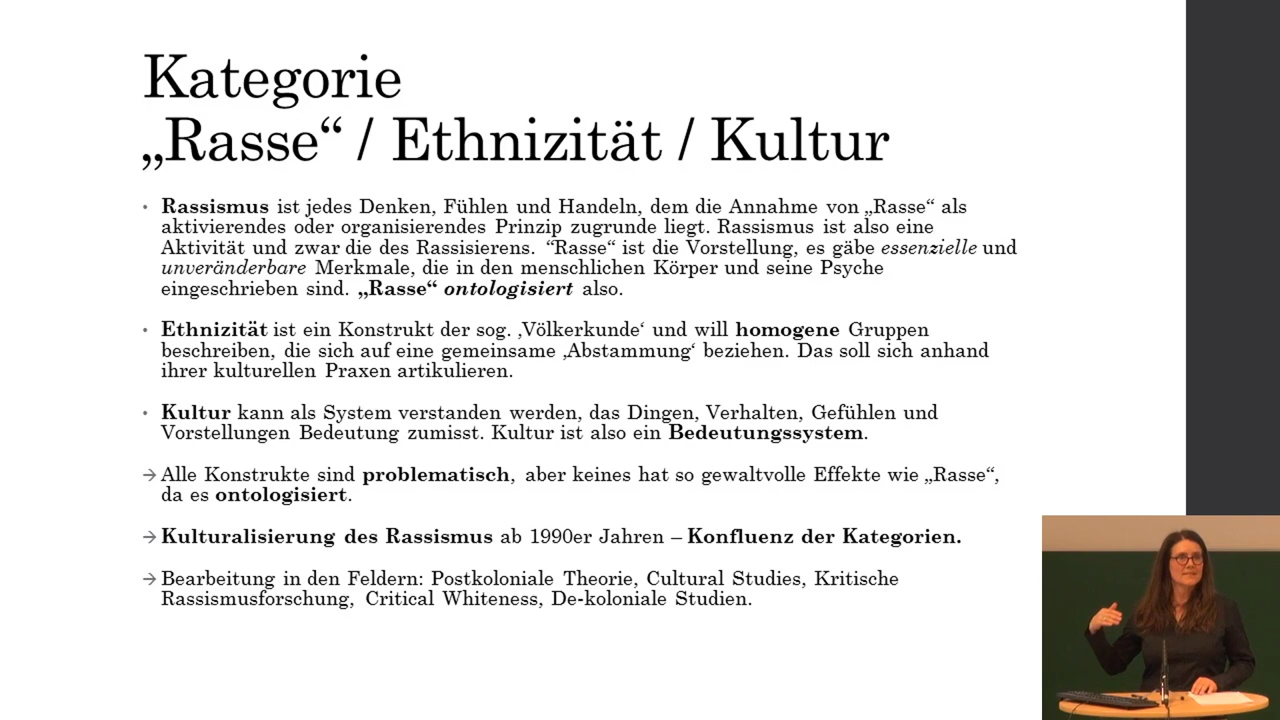 Kategorie
„Rasse“ / Ethnizität / Kultur
• Rassismus ist jedes Denken, Fühlen und Handeln, dem die Annahme von „Rasse“ als
aktivierendes oder organisierendes Prinzip zugrunde liegt. Rassismus ist also eine
Aktivität und zwar die des Rassisierens. “Rasse“ ist die Vorstellung, es gäbe essenzielle und
unveränderbare Merkmale, die in den menschlichen Körper und seine Psyche
eingeschrieben sind. „Rasse“ ontologisiert also.
• Ethnizität ist ein Konstrukt der sog. ‚Völkerkunde‘ und will homogene Gruppen
beschreiben, die sich auf eine gemeinsame ‚Abstammung‘ beziehen. Das soll sich anhand
ihrer kulturellen Praxen artikulieren.
• Kultur kann als System verstanden werden, das Dingen, Verhalten, Gefühlen und
Vorstellungen Bedeutung zumisst. Kultur ist also ein Bedeutungssystem.
→ Alle Konstrukte sind problematisch, aber keines hat so gewaltvolle Effekte wie „Rasse“,
da es ontologisiert.
→ Kulturalisierung des Rassismus ab 1990er Jahren – Konfluenz der Kategorien.
→ Bearbeitung in den Feldern: Postkoloniale Theorie, Cultural Studies, Kritische
Rassismusforschung, Critical Whiteness, De-koloniale Studien.